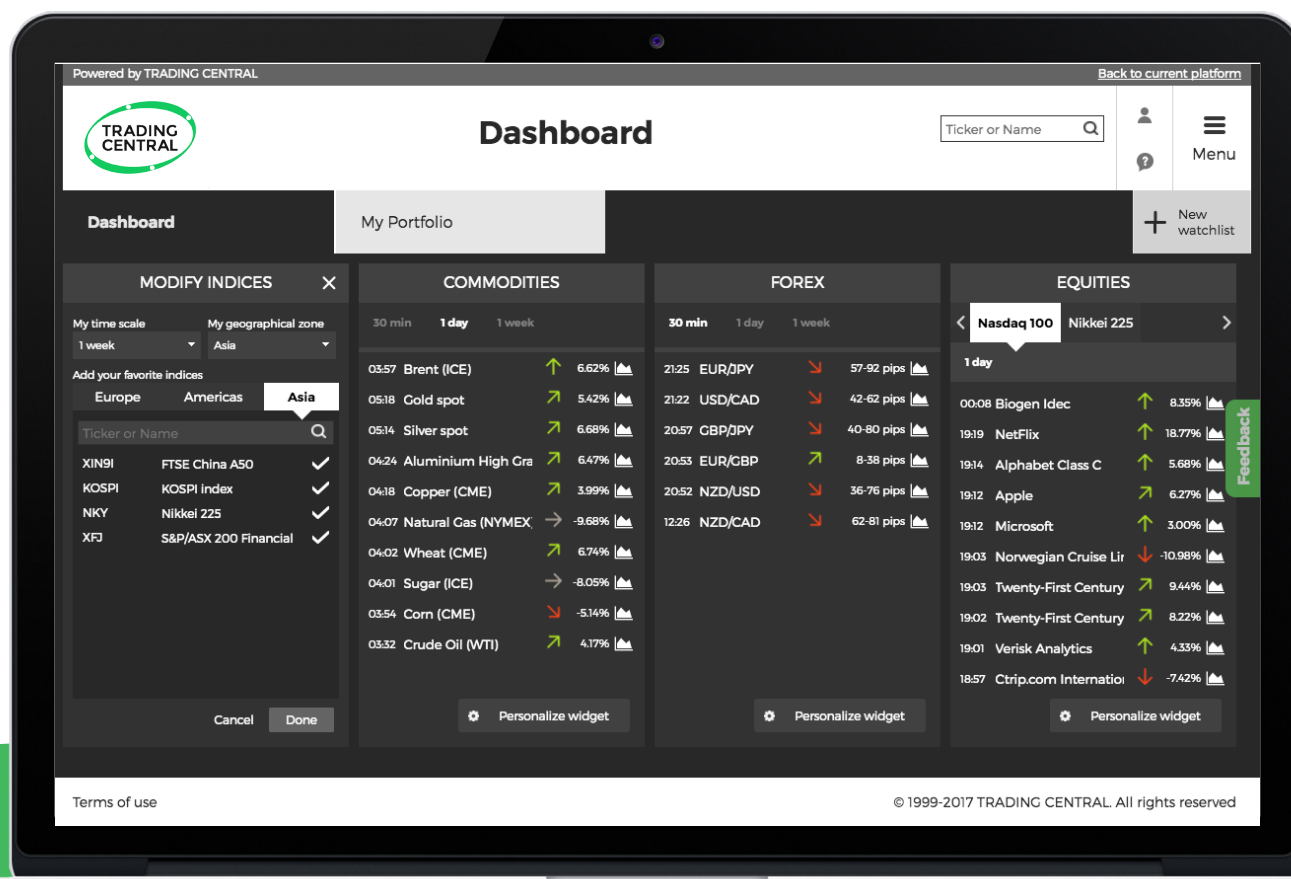 Powered by TRADING CENTRAL
Back to current platform
TRADING
CENTRAL
Dashboard
Ticker or Name
Menu
Dashboard
My Portfolio
New
watchlist
MODIFY INDICES
My time scale My geographical zone
1 week Asia
Add your favorite indices
Europe Americas Asia
Ticker or Name
XIN9I FTSE China A50
KOSPI KOSPI index
NKY Nikkei 225
XFJ S&P/ASX 200 Financial
Cancel Done
COMMODITIES
30 min 1 day 1 week
03:57 Brent (ICE) 6.62%
05:18 Gold spot 5.42%
05:14 Silver spot 6.68%
04:24 Aluminium High Gra 6.47%
04:18 Copper (CME) 3.99%
04:07 Natural Gas (NYMEX) -9.68%
04:02 Wheat (CME) 6.74%
04:01 Sugar (ICE) -8.05%
03:54 Corn (CME) -5.14%
03:32 Crude Oil (WTI) 4.17%
Personalize widget
FOREX
30 min 1 day 1 week
21:25 EUR/JPY 57-92 pips
21:22 USD/CAD 42-62 pips
20:57 GBP/JPY 40-80 pips
20:53 EUR/GBP 8-38 pips
20:52 NZD/USD 36-76 pips
12:26 NZD/CAD 62-81 pips
Personalize widget
EQUITIES
Nasdaq 100 Nikkei 225
1 day
00:08 Biogen Idec 8.35%
19:19 NetFlix 18.77%
19:14 Alphabet Class C 5.68%
19:12 Apple 6.27%
19:12 Microsoft 3.00%
19:03 Norwegian Cruise Lir -10.98%
19:03 Twenty-First Century 9.44%
19:02 Twenty-First Century 8.22%
19:01 Verisk Analytics 4.33%
18:57 Ctrip.com Internatio -7.42%
Personalize widget
Feedback
Terms of use
© 1999-2017 TRADING CENTRAL. All rights reserved